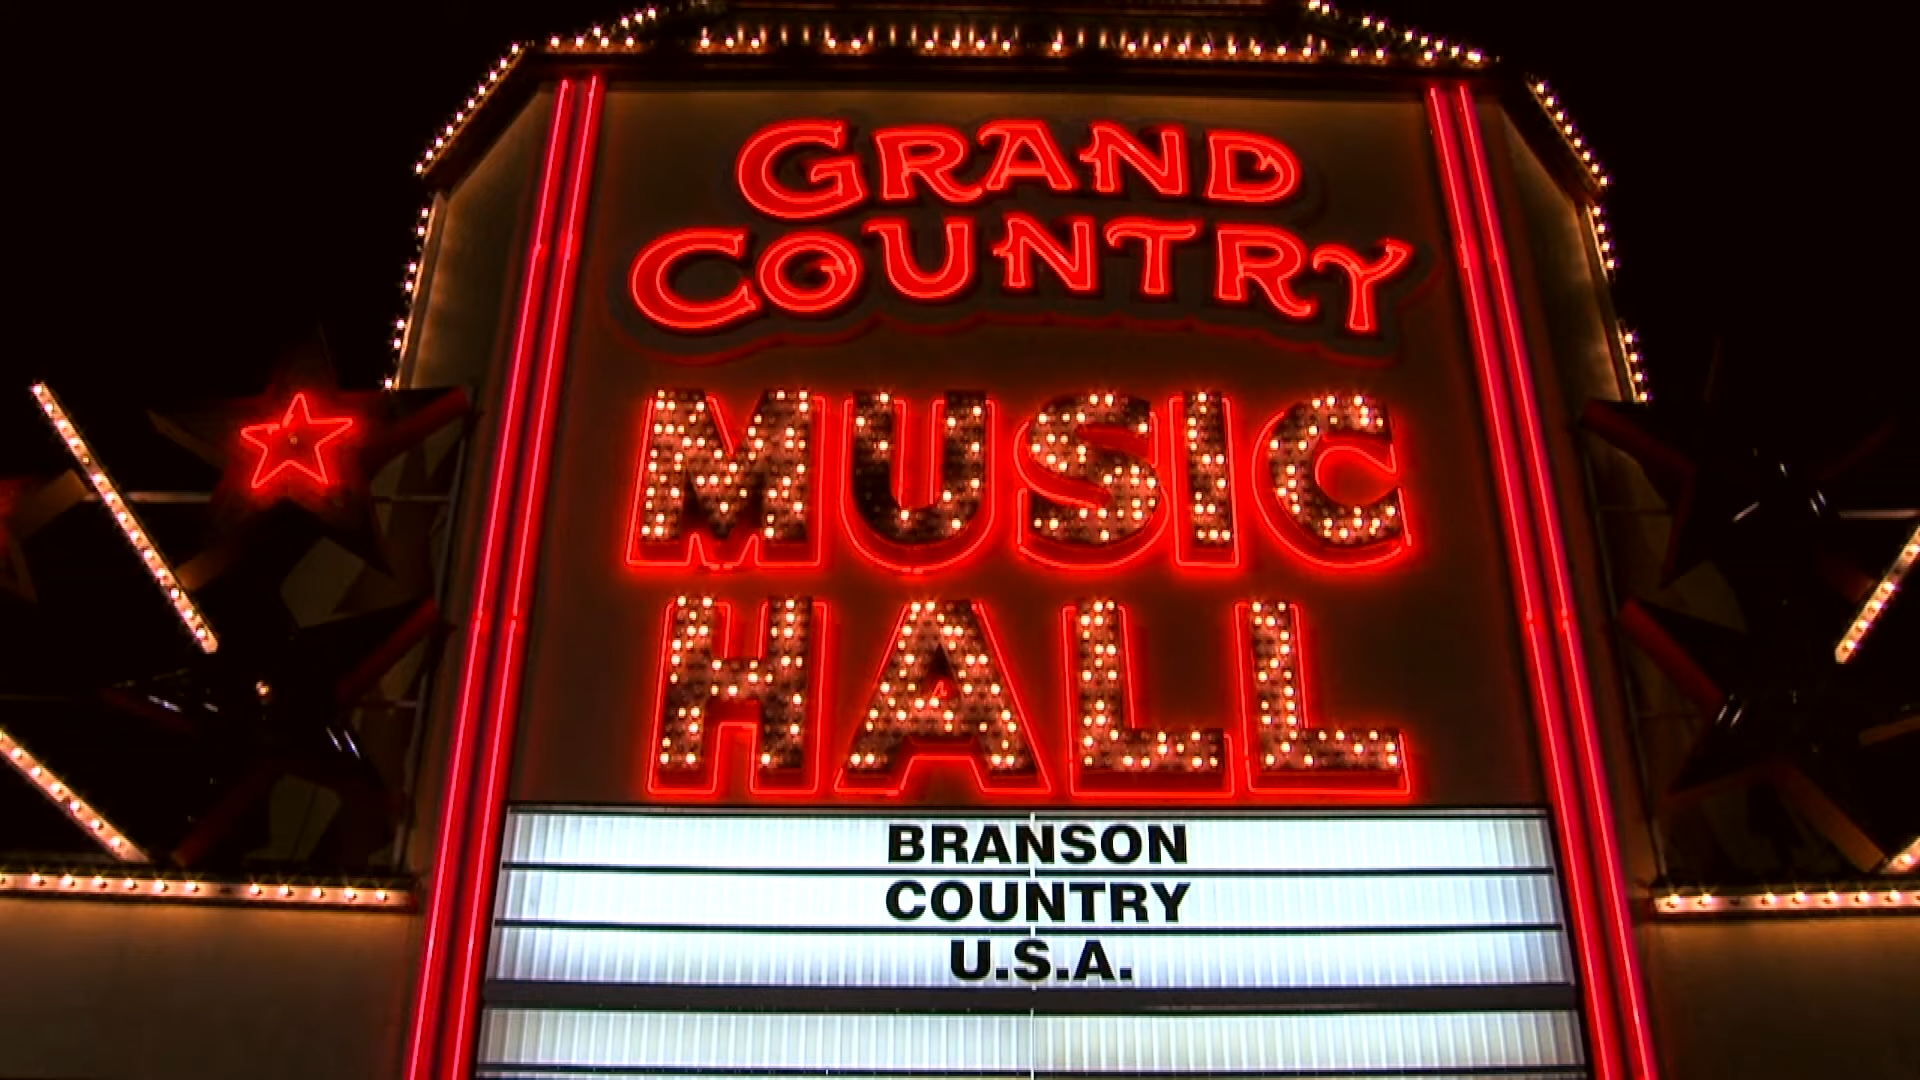 GRAND
COUNTRY
MUSIC
HALL
BRANSON
COUNTRY
U.S.A.